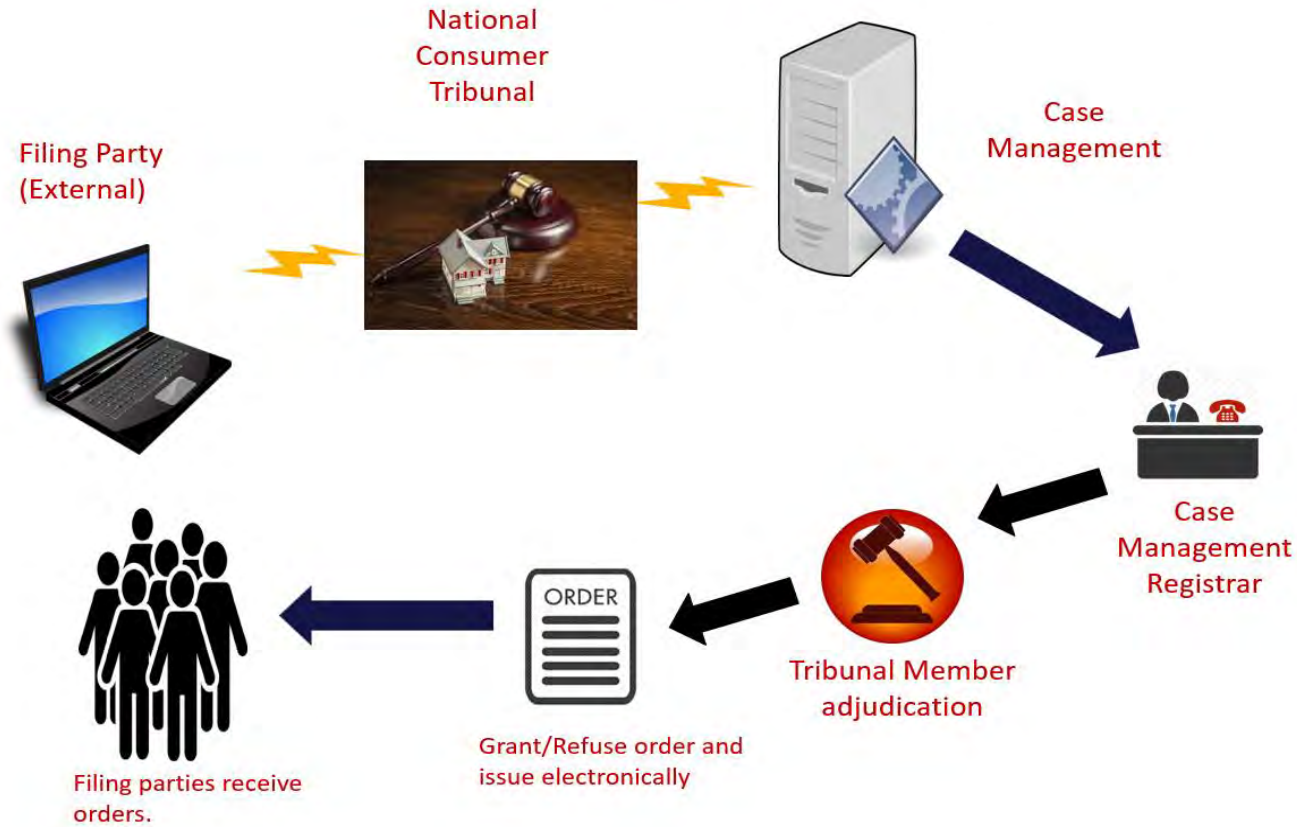 National
Consumer
Tribunal
Case
Management
Filing Party
(External)
Case
Management
Registrar
ORDER
Tribunal Member
adjudication
Grant/Refuse order and
issue electronically
Filing parties receive
orders.